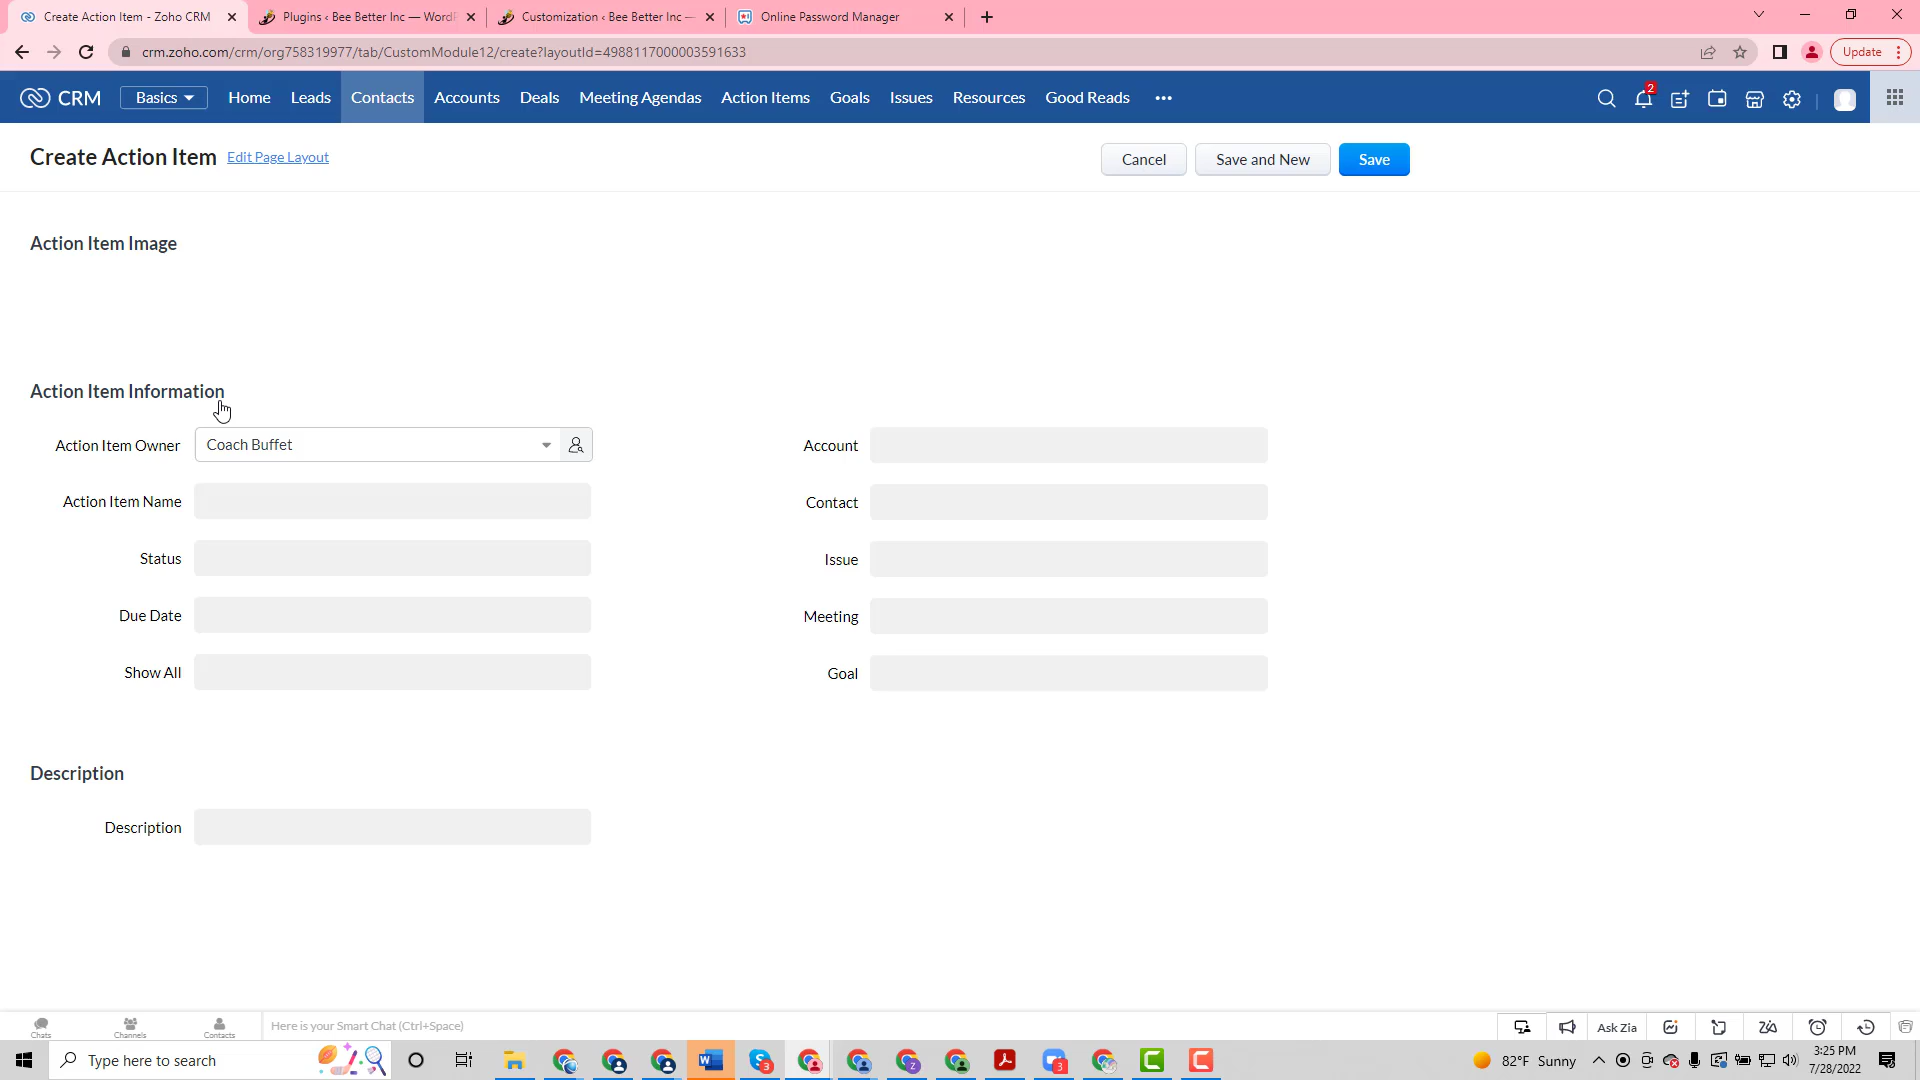 Create Action Item - Zoho CRM
Plugins ‹ Bee Better Inc — WordP
Customization ‹ Bee Better Inc —
Online Password Manager
crm.zoho.com/crm/org758319977/tab/CustomModule12/create?layoutId=4988117000003591633
Update
CRM
Basics
Home
Leads
Contacts
Accounts
Deals
Meeting Agendas
Action Items
Goals
Issues
Resources
Good Reads
2
Create Action Item
Edit Page Layout
Cancel
Save and New
Save
Action Item Image
Action Item Information
Action Item Owner
Coach Buffet
Account
Action Item Name
Contact
Status
Issue
Due Date
Meeting
Show All
Goal
Description
Description
Chats
Channels
Contacts
Here is your Smart Chat (Ctrl+Space)
Ask Zia
Type here to search
82°F Sunny
3:25 PM
7/28/2022